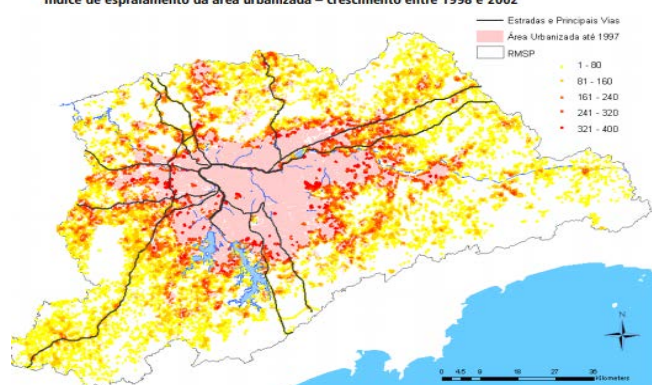 Índice de espraiamento da área urbanizada – crescimento entre 1998 e 2002
Estradas e Principais Vias
Área Urbanizada até 1997
RMSP
1 - 80
81 - 160
161 - 240
241 - 320
321 - 400
N
0 4.5 9 18 27 36
Kilometers